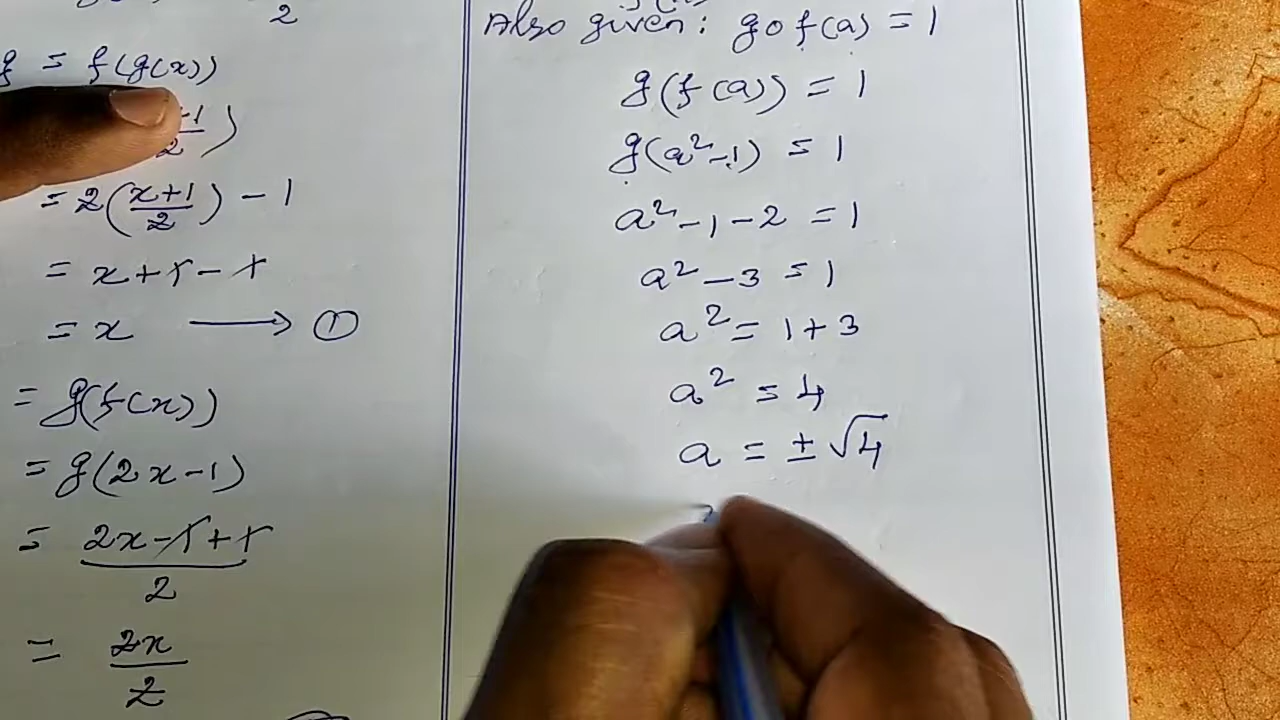 2
f = f(g(x))
= 2(x+1/2) - 1
= x+1-1
= x ⟶ ①
= g(f(x))
= g(2x-1)
= 2x-1+1/2
= 2x/2
Also given: gof(a) = 1
g(f(a)) = 1
g(a²-1) = 1
a²-1-2 = 1
a²-3 = 1
a² = 1+3
a² = 4
a = ±√4